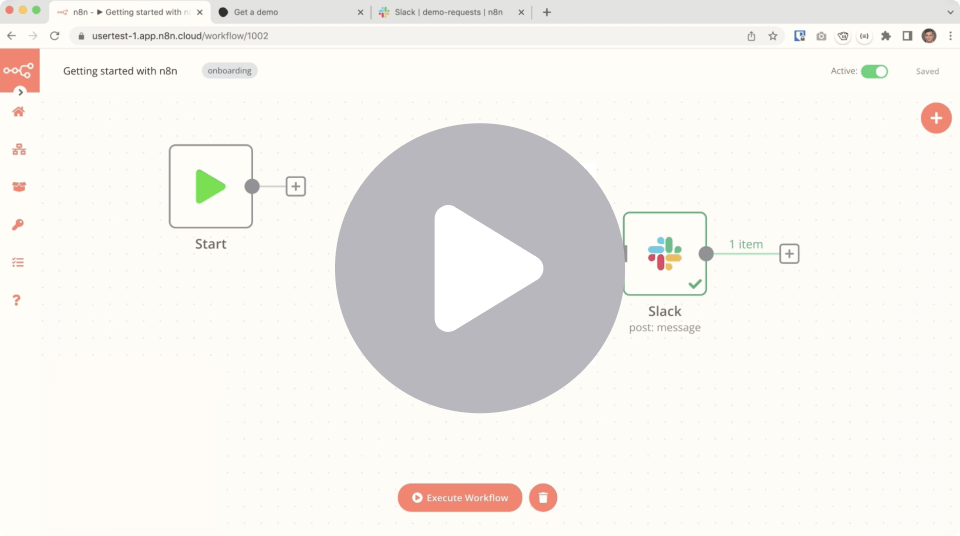 n8n - ▶ Getting started with n
Get a demo
Slack | demo-requests | n8n
usertest-1.app.n8n.cloud/workflow/1002
Getting started with n8n
onboarding
Active:
Saved
Start
1 item
Slack
post: message
?
Execute Workflow